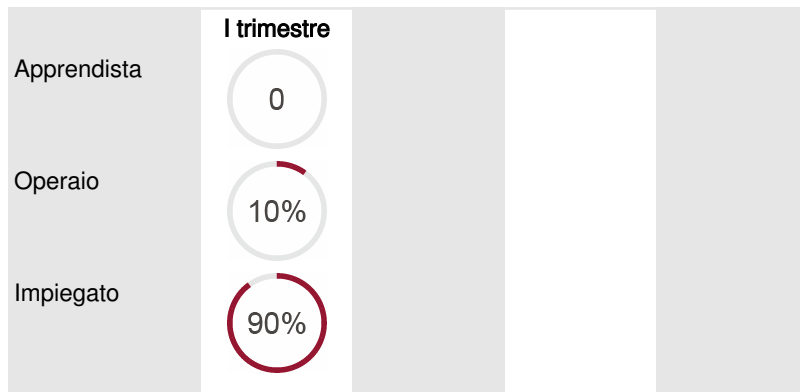 I trimestre
Apprendista
0
Operaio
10%
Impiegato
90%